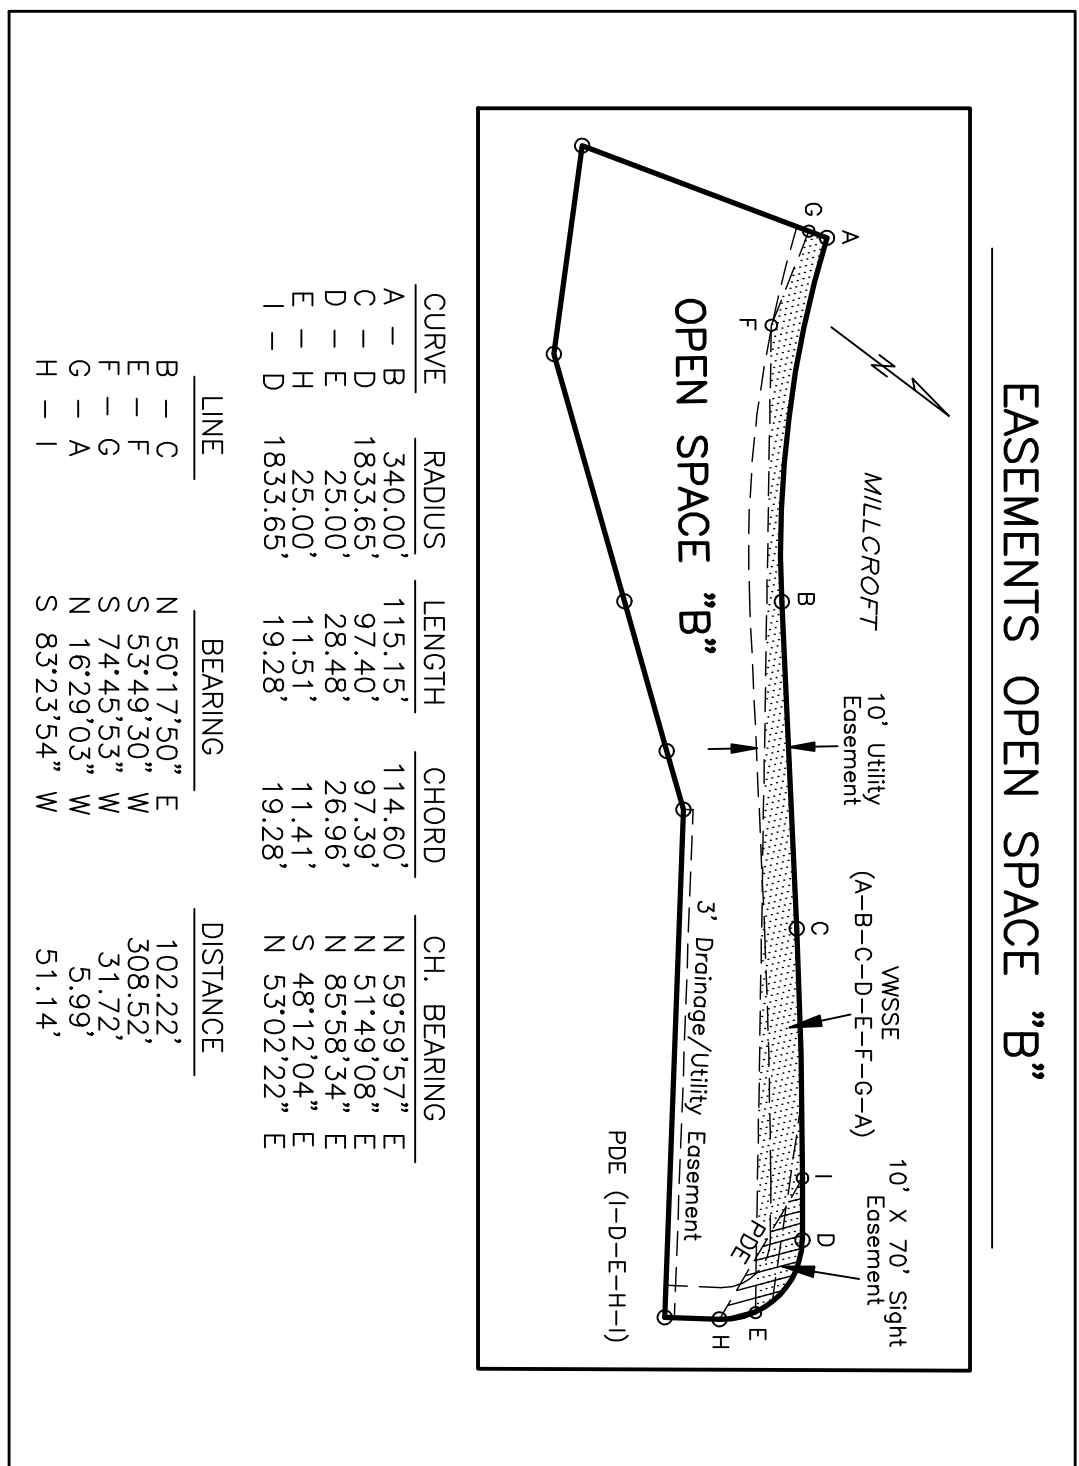 EASEMENTS OPEN SPACE "B"
MILLCROFT
10' Utility
Easement
VWSSE
(A-B-C-D-E-F-G-A)
10' X 70' Sight
Easement
A
G
F
B
C
I
D
E
H
N
OPEN SPACE "B"
PDE
3' Drainage/Utility Easement
PDE (I-D-E-H-I)
CURVE RADIUS LENGTH CHORD CH. BEARING
A - B 340.00' 115.15' 114.60' N 59°59'57" E
C - D 1833.65' 97.40' 97.39' N 51°49'08" E
D - E 25.00' 28.48' 26.96' N 85°58'34" E
E - H 25.00' 11.51' 11.41' S 48°12'04" E
I - D 1833.65' 19.28' 19.28' N 53°02'22" E
LINE BEARING DISTANCE
B - C N 50°17'50" E 102.22'
E - F S 53°49'30" W 308.52'
F - G S 74°45'53" W 31.72'
G - A N 16°29'03" W 5.99'
H - I S 83°23'54" W 51.14'